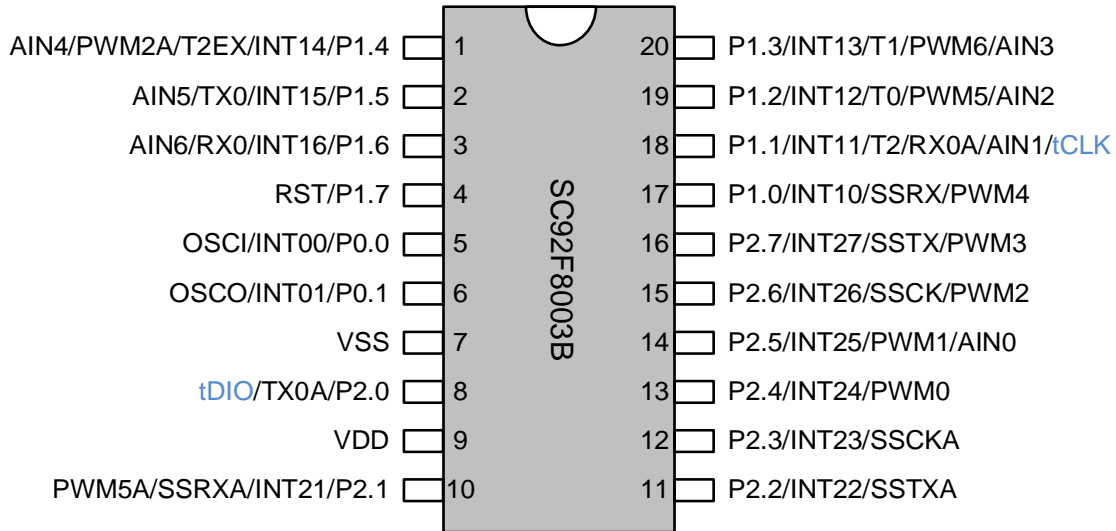 AIN4/PWM2A/T2EX/INT14/P1.4 1 20 P1.3/INT13/T1/PWM6/AIN3
AIN5/TX0/INT15/P1.5 2 19 P1.2/INT12/T0/PWM5/AIN2
AIN6/RX0/INT16/P1.6 3 18 P1.1/INT11/T2/RX0A/AIN1/tCLK
RST/P1.7 4 17 P1.0/INT10/SSRX/PWM4
OSCI/INT00/P0.0 5 16 P2.7/INT27/SSTX/PWM3
OSCO/INT01/P0.1 6 15 P2.6/INT26/SSCK/PWM2
VSS 7 14 P2.5/INT25/PWM1/AIN0
tDIO/TX0A/P2.0 8 13 P2.4/INT24/PWM0
VDD 9 12 P2.3/INT23/SSCKA
PWM5A/SSRXA/INT21/P2.1 10 11 P2.2/INT22/SSTXA
SC92F8003B